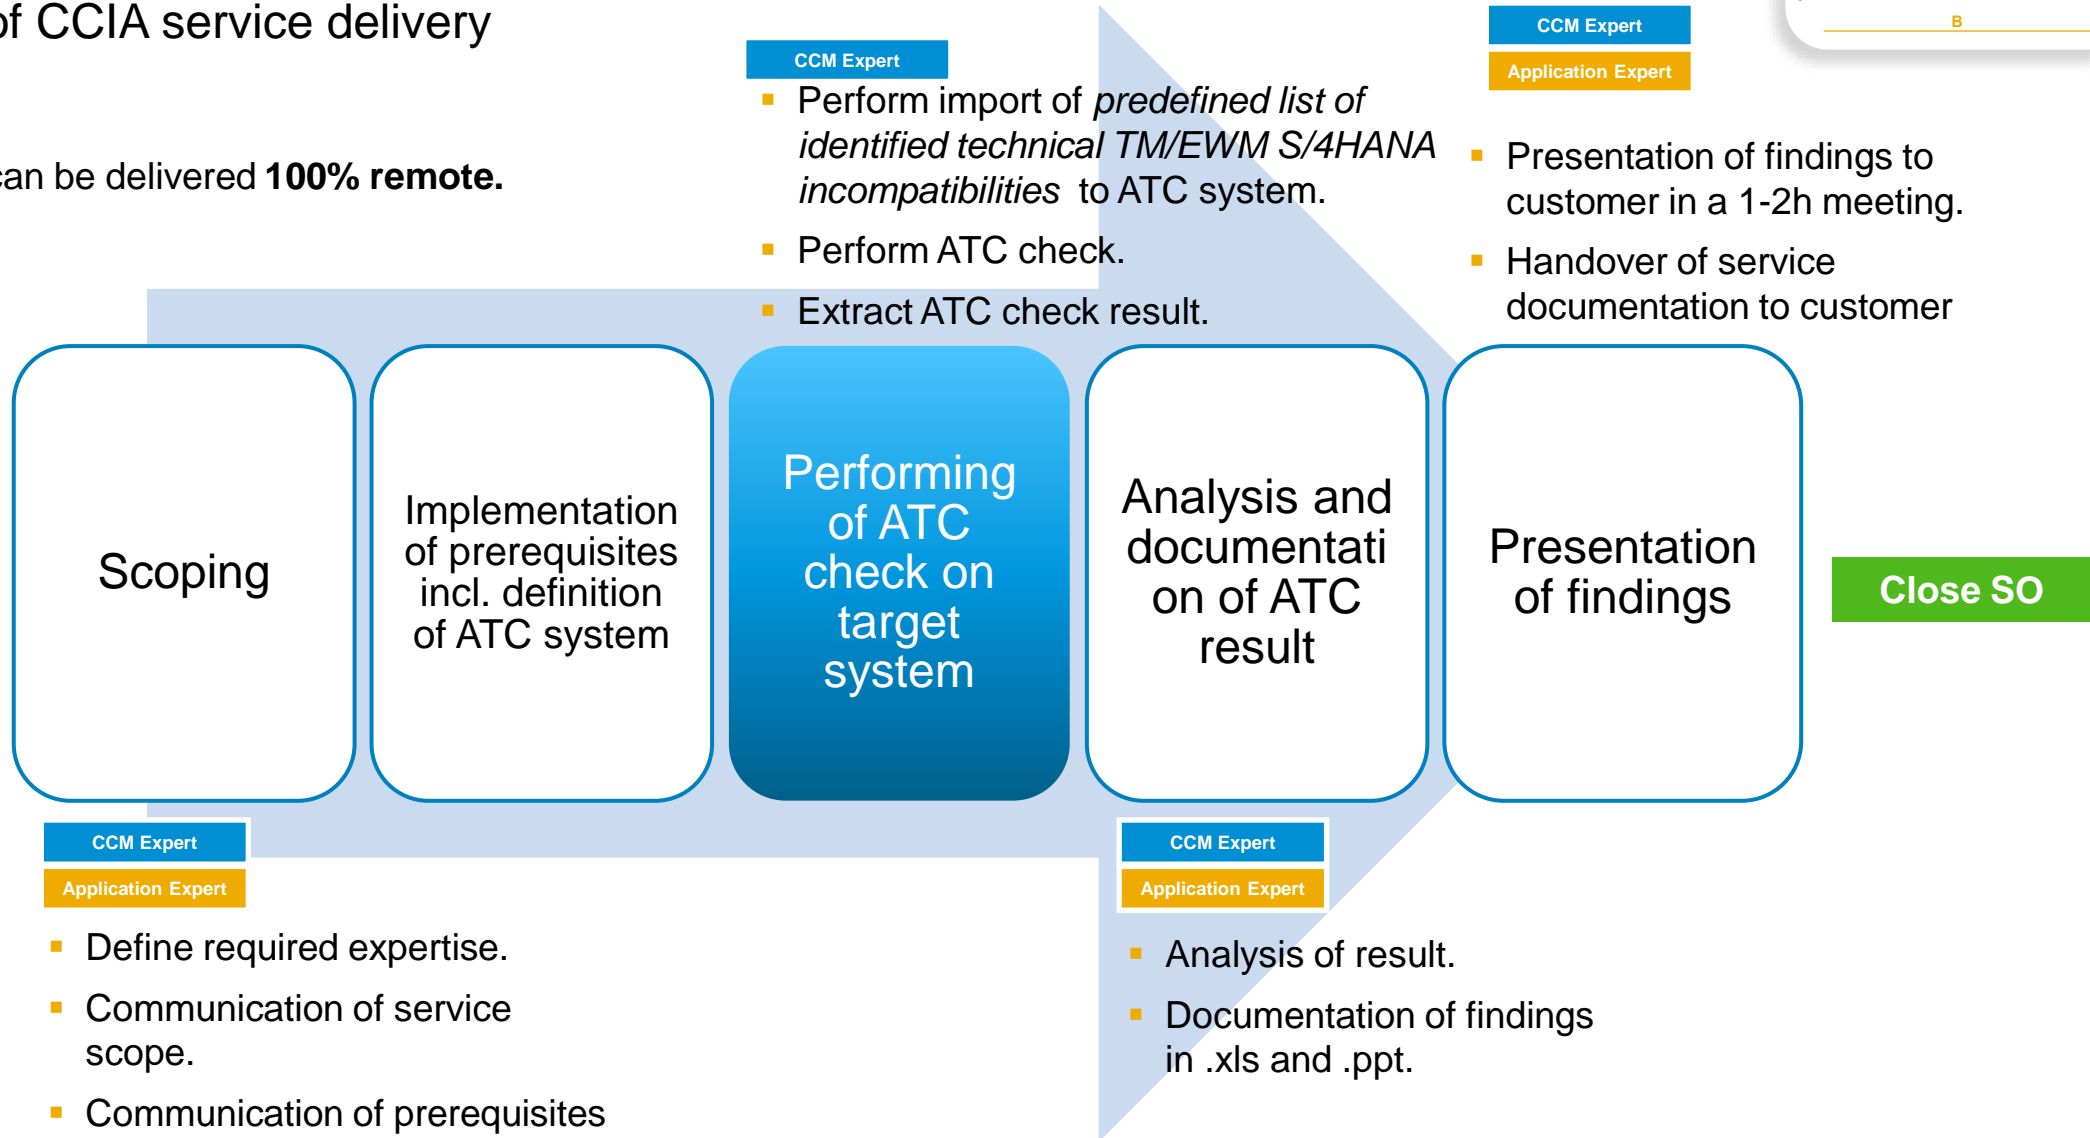 of CCIA service delivery
can be delivered 100% remote.
CCM Expert
▪ Perform import of predefined list of
identified technical TM/EWM S/4HANA
incompatibilities to ATC system.
▪ Perform ATC check.
▪ Extract ATC check result.
CCM Expert
Application Expert
▪ Presentation of findings to
customer in a 1-2h meeting.
▪ Handover of service
documentation to customer
B
Scoping
Implementation
of prerequisites
incl. definition
of ATC system
Performing
of ATC
check on
target
system
Analysis and
documentati
on of ATC
result
Presentation
of findings
Close SO
CCM Expert
Application Expert
▪ Define required expertise.
▪ Communication of service
scope.
▪ Communication of prerequisites
CCM Expert
Application Expert
▪ Analysis of result.
▪ Documentation of findings
in .xls and .ppt.